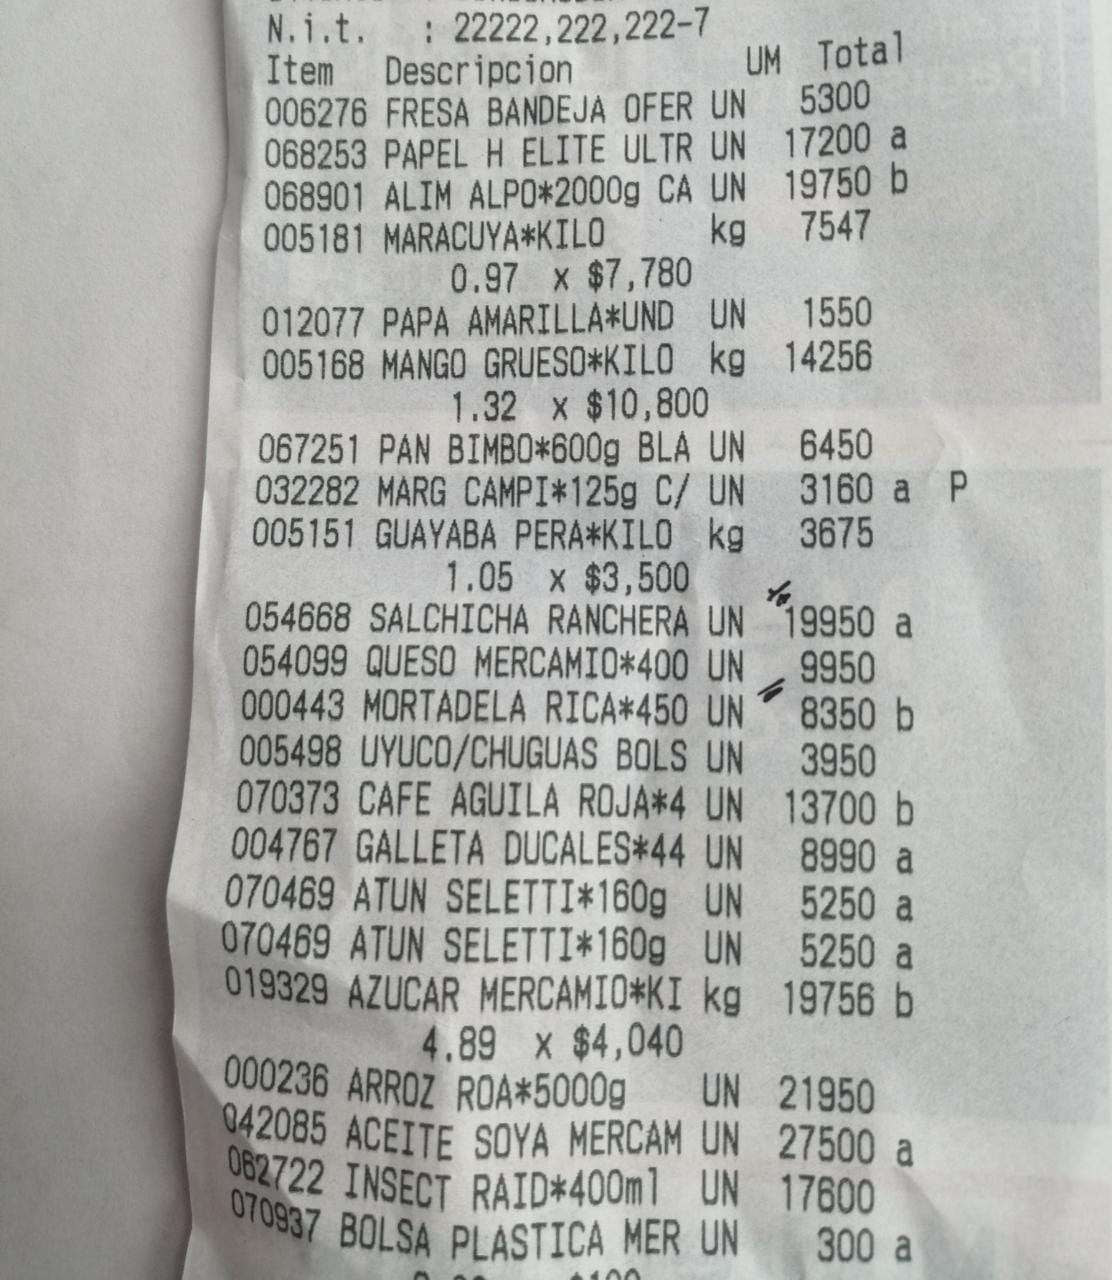 N.i.t. : 22222,222,222-7
Item Descripcion UM Total
006276 FRESA BANDEJA OFER UN 5300
068253 PAPEL H ELITE ULTR UN 17200 a
068901 ALIM ALPO*2000g CA UN 19750 b
005181 MARACUYA*KILO kg 7547
0.97 x $7,780
012077 PAPA AMARILLA*UND UN 1550
005168 MANGO GRUESO*KILO kg 14256
1.32 x $10,800
067251 PAN BIMBO*600g BLA UN 6450
032282 MARG CAMPI*125g C/ UN 3160 a P
005151 GUAYABA PERA*KILO kg 3675
1.05 x $3,500
054668 SALCHICHA RANCHERA UN 19950 a
054099 QUESO MERCAMIO*400 UN 9950
000443 MORTADELA RICA*450 UN 8350 b
005498 UYUCO/CHUGUAS BOLS UN 3950
070373 CAFE AGUILA ROJA*4 UN 13700 b
004767 GALLETA DUCALES*44 UN 8990 a
070469 ATUN SELETTI*160g UN 5250 a
070469 ATUN SELETTI*160g UN 5250 a
019329 AZUCAR MERCAMIO*KI kg 19756 b
4.89 x $4,040
000236 ARROZ ROA*5000g UN 21950
042085 ACEITE SOYA MERCAM UN 27500 a
062722 INSECT RAID*400ml UN 17600
070937 BOLSA PLASTICA MER UN 300 a